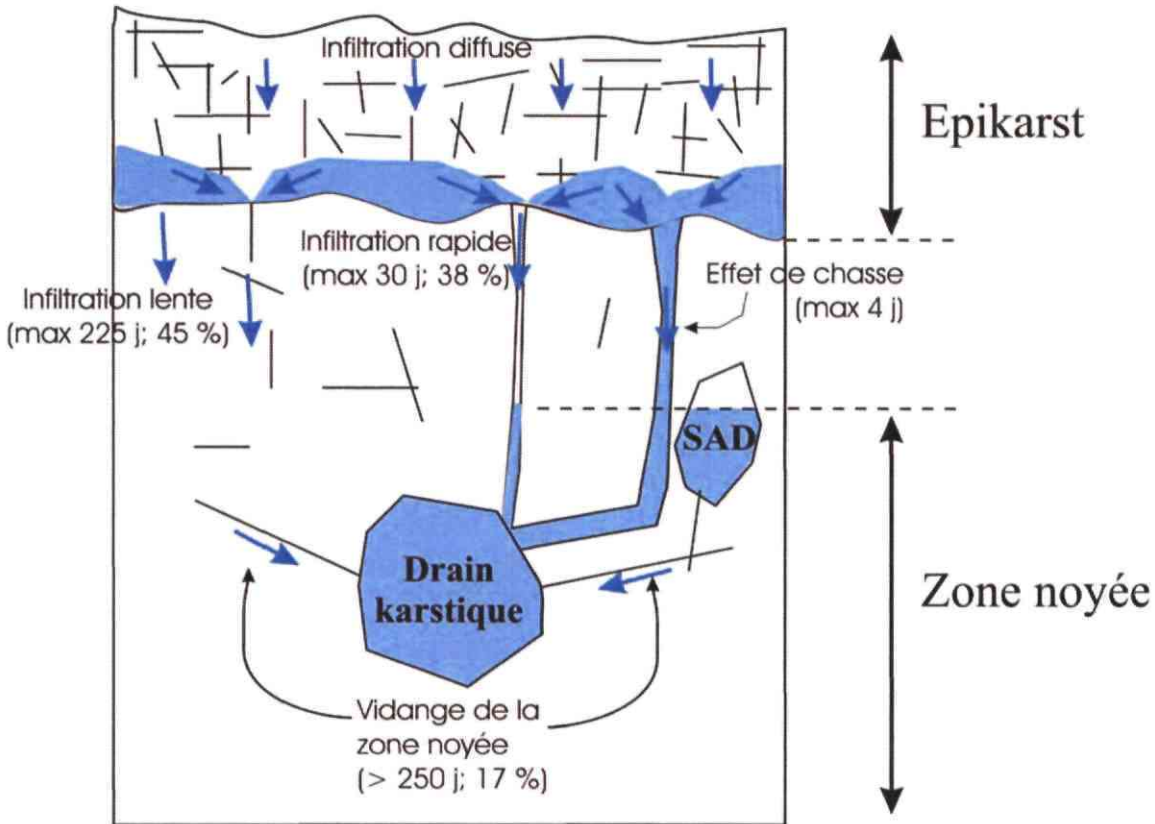 Infiltration diffuse
Epikarst
Infiltration rapide
(max 30 j; 38 %)
Effet de chasse
(max 4 j)
Infiltration lente
(max 225 j; 45 %)
SAD
Drain
karstique
Zone noyée
Vidange de la
zone noyée
(> 250 j; 17 %)